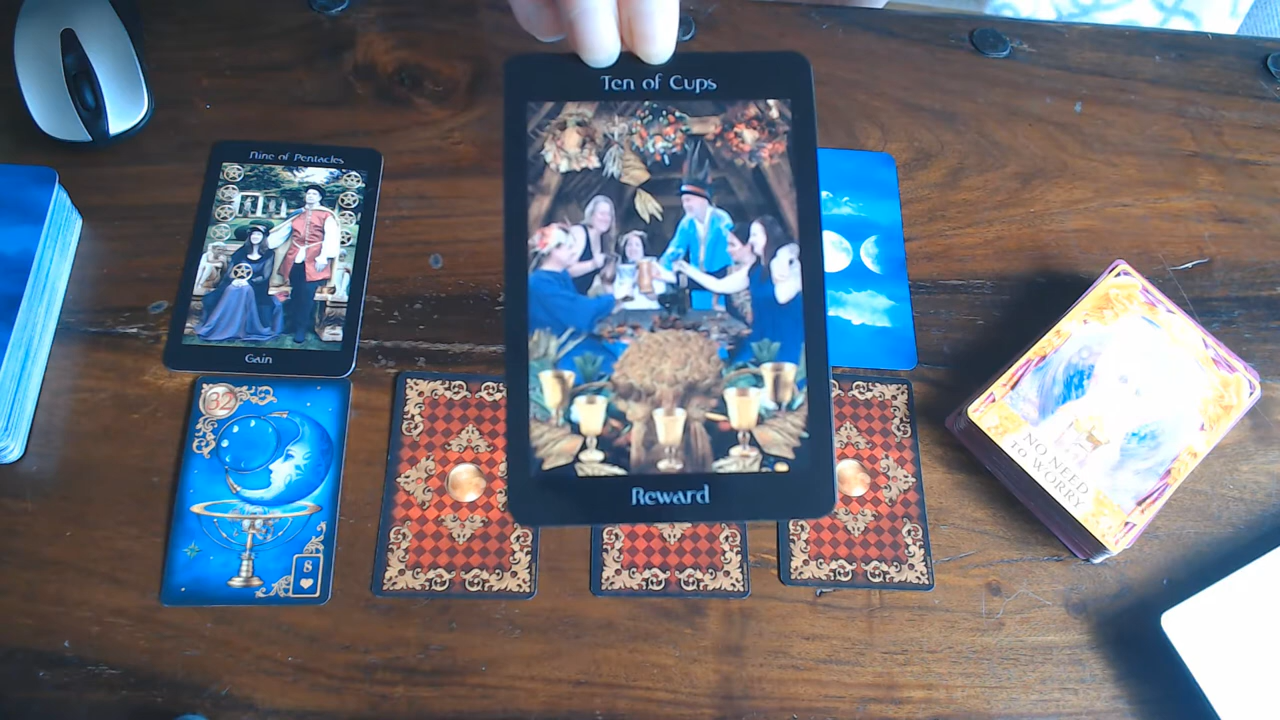 Ten of Cups
Reward
Nine of Pentacles
Gain
32
8
NO NEED
TO WORRY